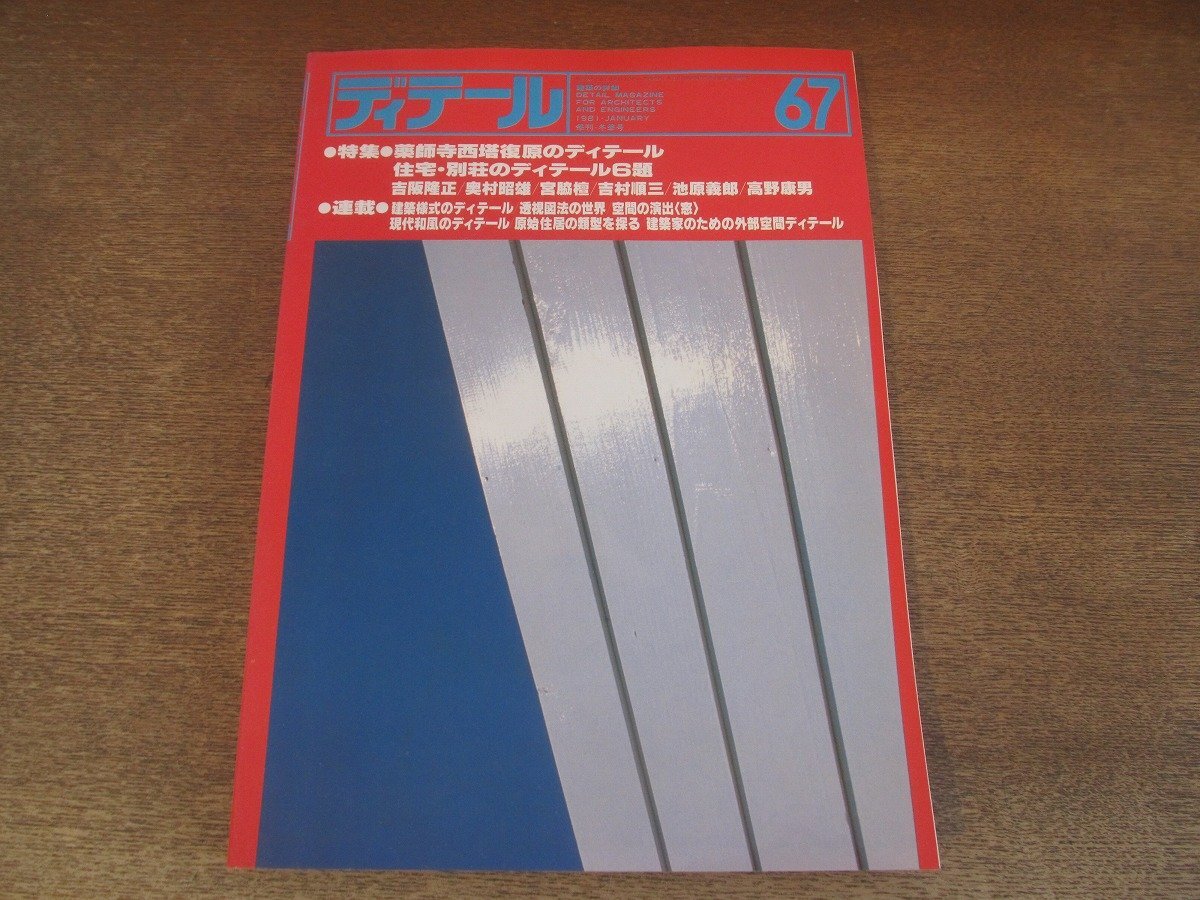 ディテール
建築の詳細
DETAIL MAGAZINE
FOR ARCHITECTS
AND ENGINEERS
1981・JANUARY
季刊・冬季号
67
●特集●薬師寺西塔復原のディテール
住宅・別荘のディテール6題
吉阪隆正/奥村昭雄/宮脇檀/吉村順三/池原義郎/高野康男
●連載●建築様式のディテール 透視図法の世界 空間の演出〈窓〉
現代和風のディテール 原始住居の類型を探る 建築家のための外部空間ディテール